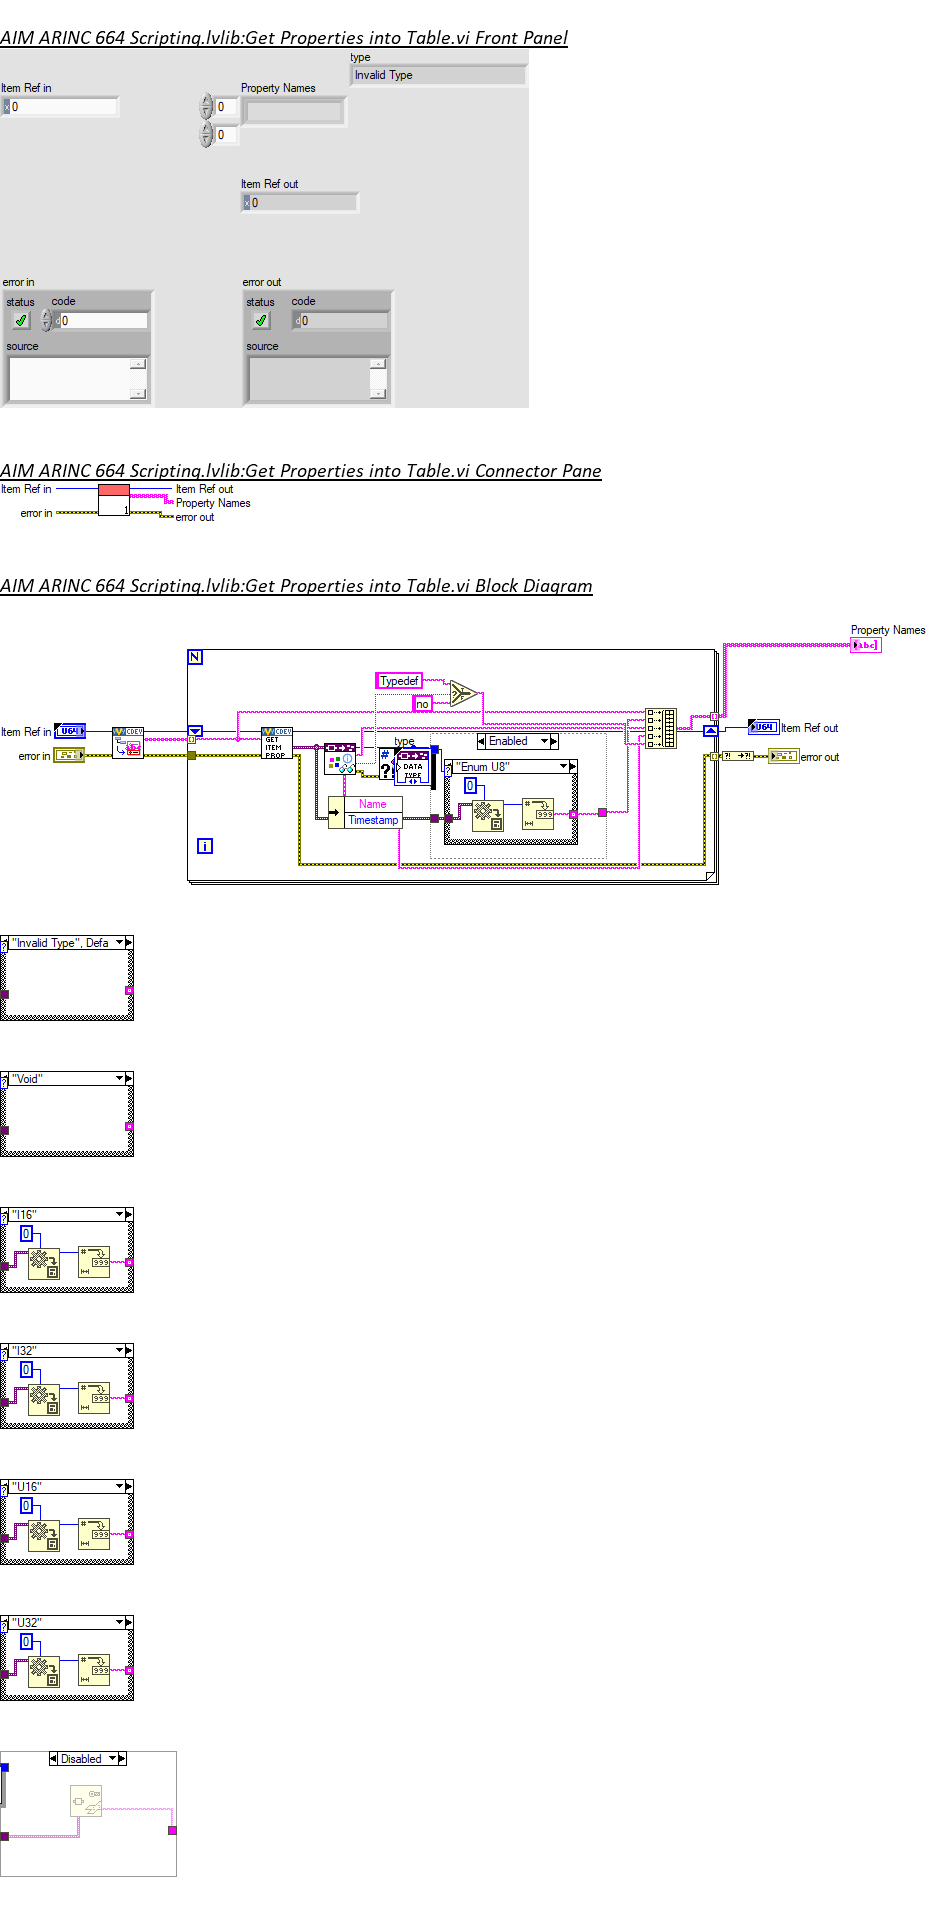 AIM ARINC 664 Scripting.lvlib:Get Properties into Table.vi Front Panel
type
Invalid Type
Item Ref in
Property Names
x 0
0
0
Item Ref out
x 0
error in
error out
status code
status code
d0
d0
source
source
AIM ARINC 664 Scripting.lvlib:Get Properties into Table.vi Connector Pane
Item Ref in
Item Ref out
Property Names
error in
1
error out
AIM ARINC 664 Scripting.lvlib:Get Properties into Table.vi Block Diagram
Property Names
abc
N
Typedef
no
Item Ref in
U64
CDEV
CDEV
GET
ITEM
PROP
type
Enabled
U64
Item Ref out
error in
# ?
DATA
TYPE
"Enum U8"
?! →?!
error out
0
Name
Timestamp
# 999
i
"Invalid Type", Defa
?
"Void"
?
"I16"
?
0
# 999
"I32"
?
0
# 999
"U16"
?
0
# 999
"U32"
?
0
# 999
Disabled